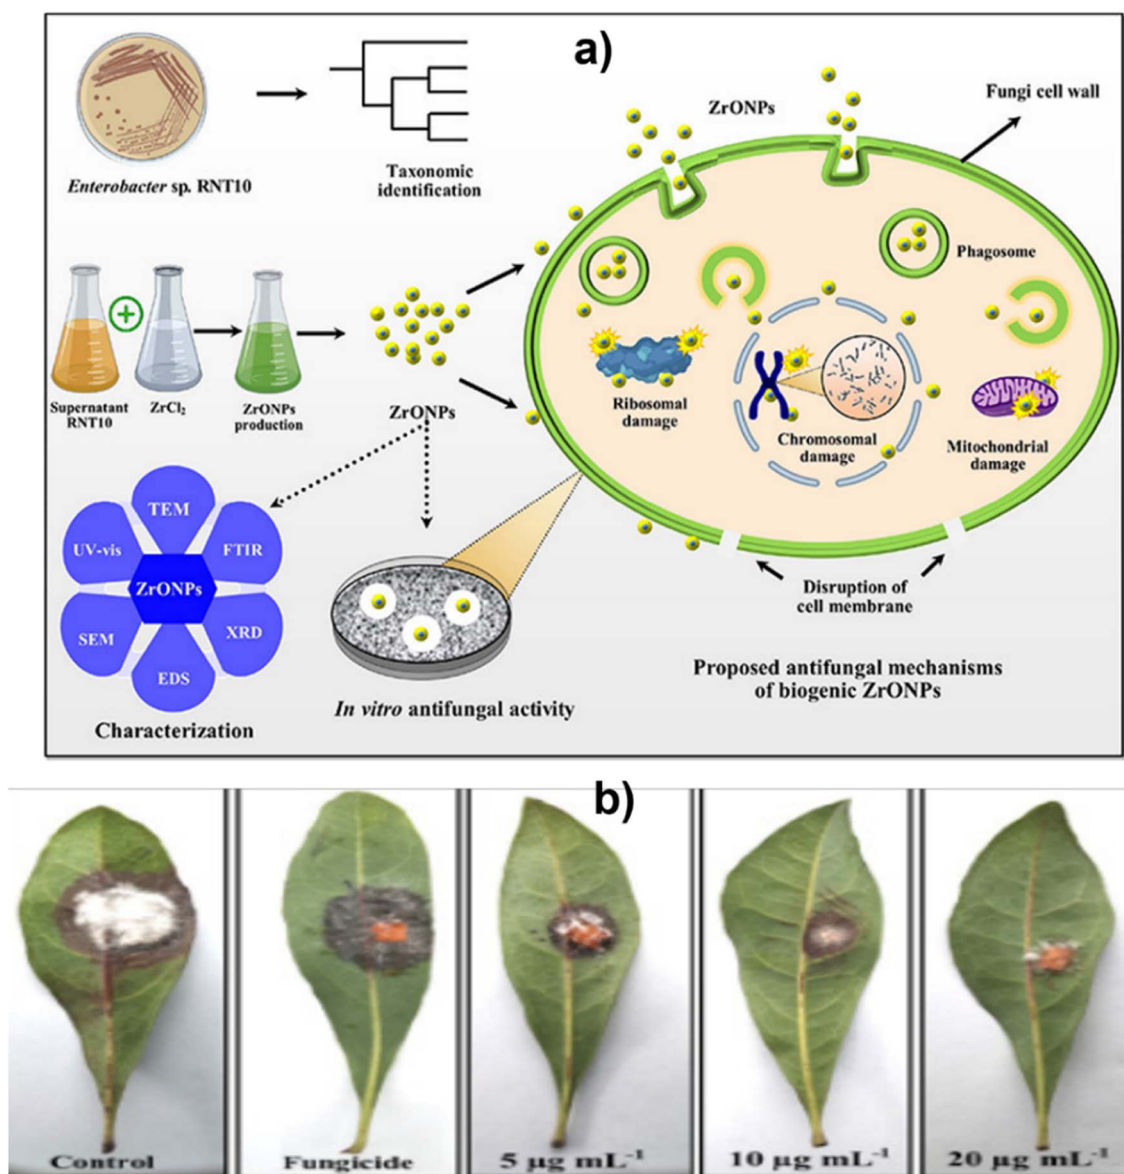 a)
Enterobacter sp. RNT10
Taxonomic
identification
ZrONPs
Fungi cell wall
Phagosome
Supernatant
RNT10
ZrCl₂
ZrONPs
production
ZrONPs
Ribosomal
damage
Chromosomal
damage
Mitochondrial
damage
TEM
UV-vis
FTIR
ZrONPs
SEM
XRD
EDS
Characterization
In vitro antifungal activity
Disruption of
cell membrane
Proposed antifungal mechanisms
of biogenic ZrONPs
b)
Control
Fungicide
5 µg mL⁻¹
10 µg mL⁻¹
20 µg mL⁻¹